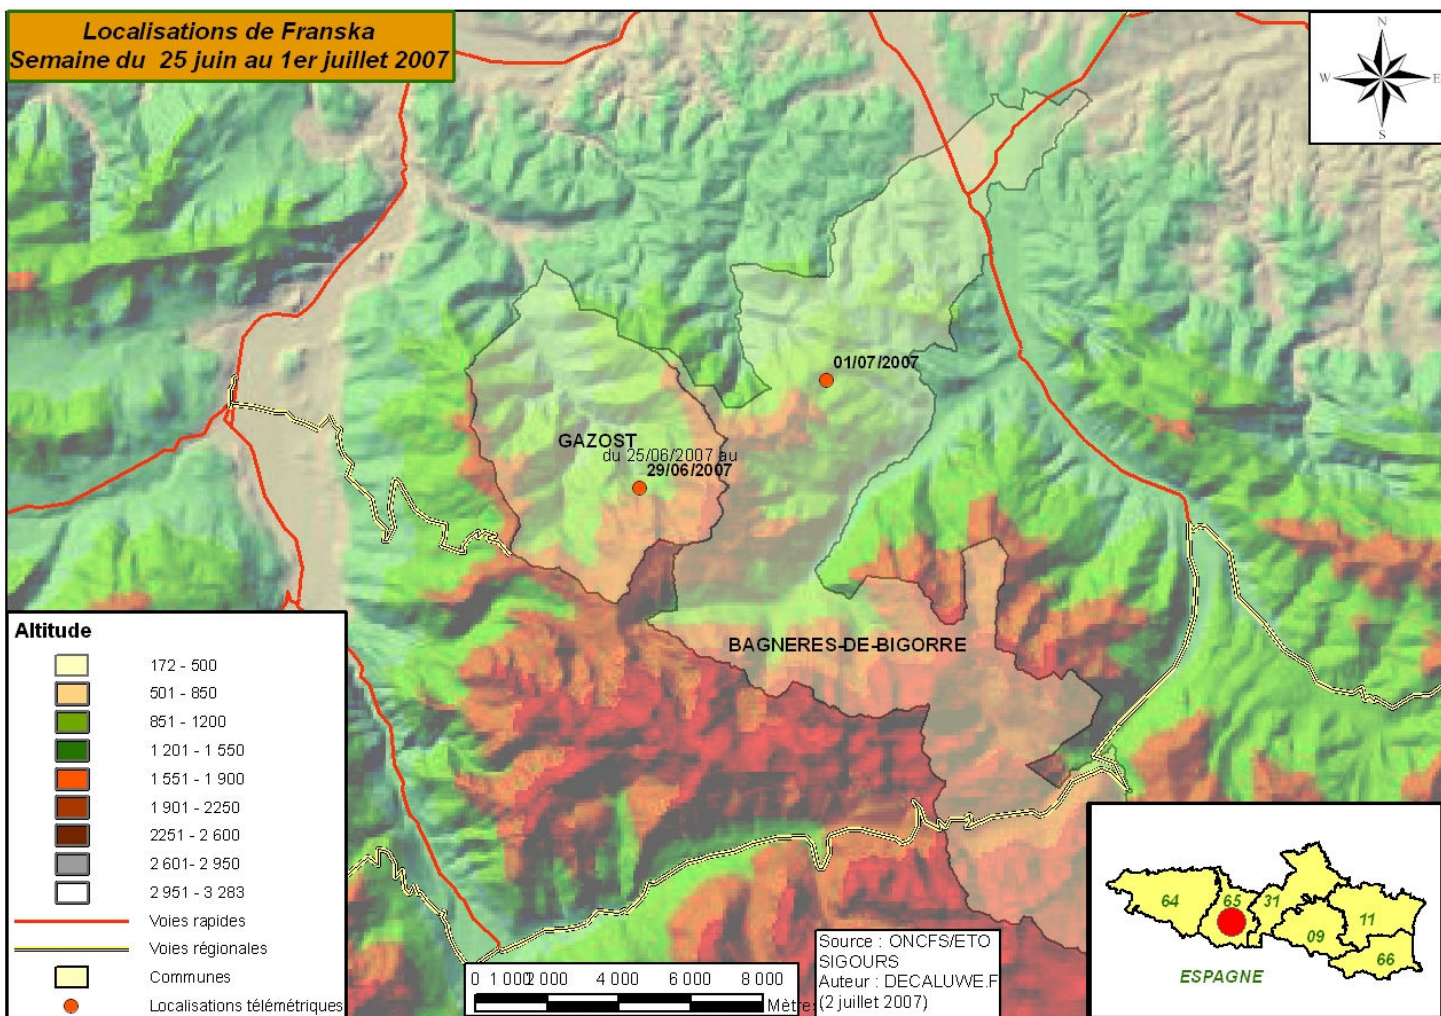 Localisations de Franska
Semaine du 25 juin au 1er juillet 2007
N
W
E
S
01/07/2007
GAZOST
du 25/06/2007 au
29/06/2007
BAGNERES-DE-BIGORRE
Altitude
172 - 500
501 - 850
851 - 1200
1 201 - 1 550
1 551 - 1 900
1 901 - 2250
2251 - 2 600
2 601 - 2 950
2 951 - 3 283
Voies rapides
Voies régionales
Communes
Localisations télémétriques
0 1 000 2 000 4 000 6 000 8 000
Mètres
Source : ONCFS/ETO
SIGOURS
Auteur : DECALUWE.F
(2 juillet 2007)
64
65
31
09
11
66
ESPAGNE